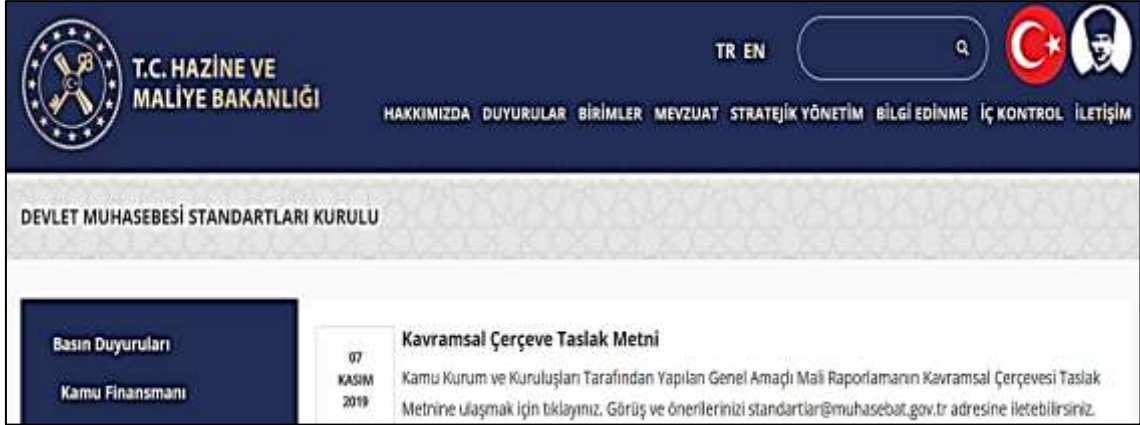 TR EN
T.C. HAZİNE VE
MALİYE BAKANLIĞI
HAKKIMIZDA DUYURULAR BİRİMLER MEVZUAT STRATEJİK YÖNETİM BİLGİ EDİNME İÇ KONTROL İLETİŞİM
DEVLET MUHASEBESİ STANDARTLARI KURULU
Basın Duyuruları
Kamu Finansmanı
07
KASIM
2019
Kavramsal Çerçeve Taslak Metni
Kamu Kurum ve Kuruluşları Tarafından Yapılan Genel Amaçlı Mali Raporlamanın Kavramsal Çerçevesi Taslak
Metnine ulaşmak için tıklayınız. Görüş ve önerilerinizi standartlar@muhasebat.gov.tr adresine iletebilirsiniz.